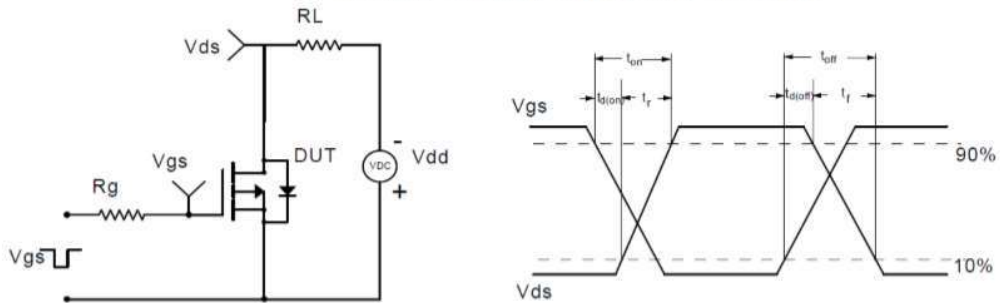 RL
Vds
Vgs
DUT
VDC
-
Vdd
+
Rg
Vgs
ton
toff
td(on)
tr
td(off)
tf
Vgs
90%
10%
Vds